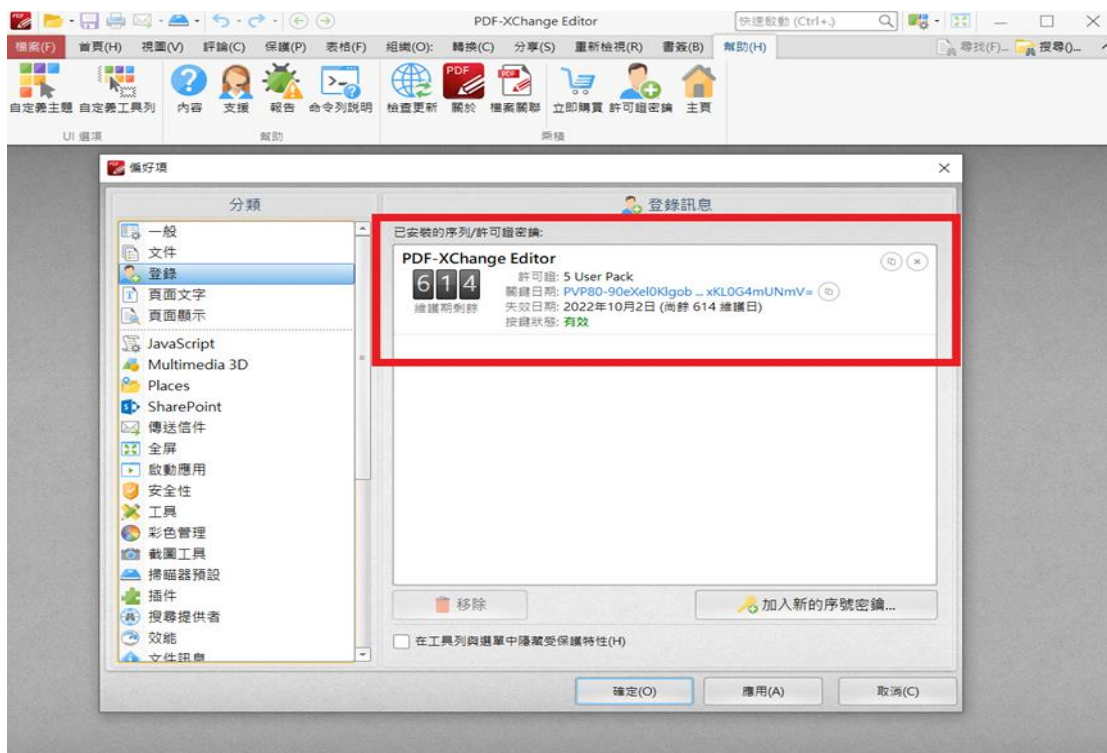 PDF-XChange Editor
快速啟動 (Ctrl+.)
檔案(F) 首頁(H) 視圖(V) 評論(C) 保護(P) 表格(F) 組織(O): 轉換(C) 分享(S) 重新檢視(R) 書簽(B) 幫助(H) 尋找(F)... 搜尋()...
自定義主題 自定義工具列 內容 支援 報告 命令列說明 檢查更新 關於 檔案關聯 立即購買 許可證密鑰 主頁
UI 選項 幫助 乘積
偏好項
分類
登錄訊息
一般
文件
登錄
頁面文字
頁面顯示
JavaScript
Multimedia 3D
Places
SharePoint
傳送信件
全屏
啟動應用
安全性
工具
彩色管理
截圖工具
掃瞄器預設
插件
搜尋提供者
效能
文件訊息
已安裝的序列/許可證密鑰:
PDF-XChange Editor
614
維護期剩餘
許可證: 5 User Pack
關鍵日期: PVP80-90eXel0KIgob ... xKL0G4mUNmV=
失效日期: 2022年10月2日 (尚餘 614 維護日)
按鍵狀態: 有效
移除
加入新的序號密鑰...
在工具列與選單中隱藏受保護特性(H)
確定(O) 應用(A) 取消(C)